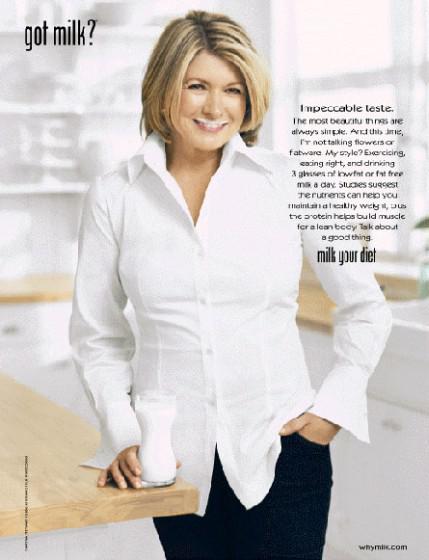 got milk?
Impeccable taste.
The most beautiful things are
always simple. And this time,
I'm not talking flowers or
flatware. My style? Exercising,
eating right, and drinking
3 glasses of lowfat or fat free
milk a day. Studies suggest
the nutrients can help you
maintain a healthy weight, plus
the protein helps build muscle
for a lean body. Talk about
a good thing.
milk your diet
whymilk.com